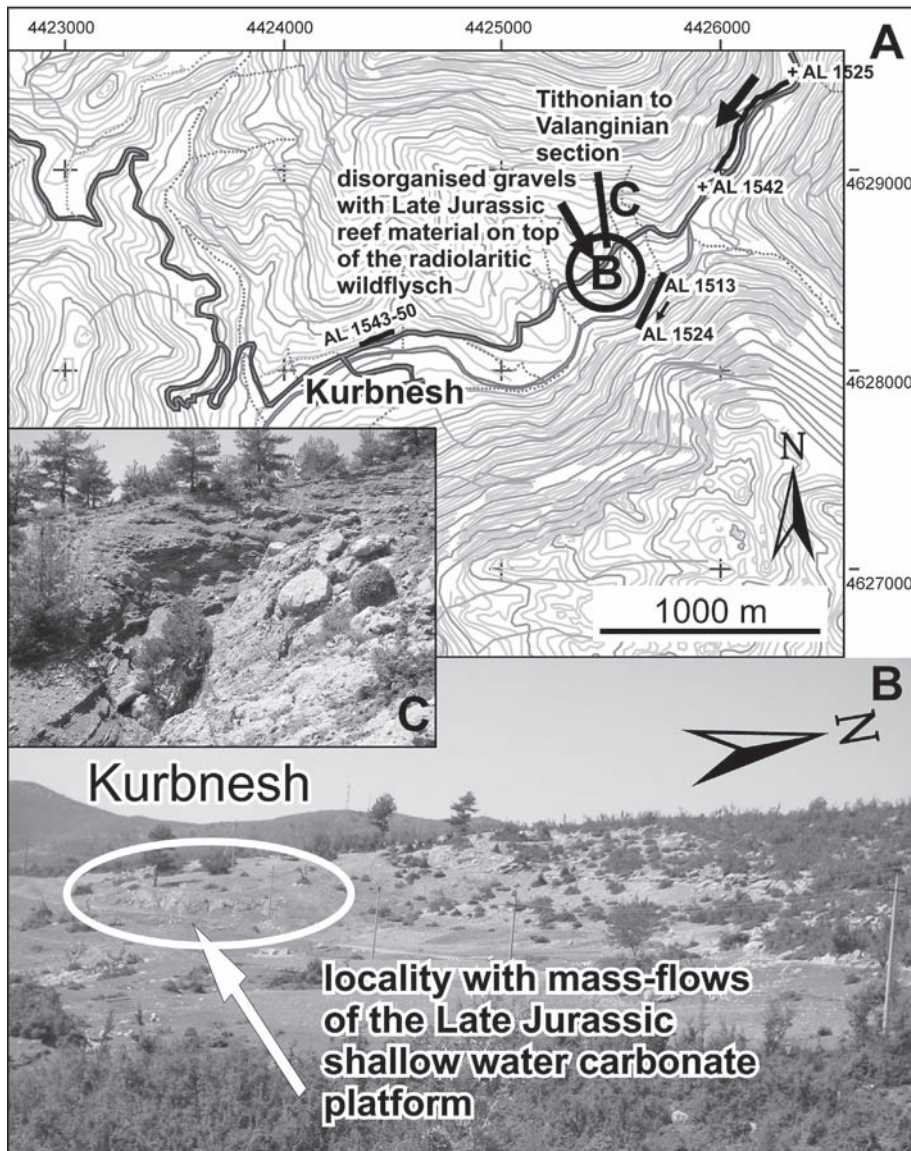 4423000 4424000 4425000 4426000
A
+ AL 1525
Tithonian to
Valanginian
section
4629000
disorganised gravels
with Late Jurassic
reef material on top
of the radiolaritic
wildflysch
C
+ AL 1542
B
AL 1513
AL 1524
AL 1543-50
4628000
Kurbnesh
N
4627000
1000 m
C
B
N
Kurbnesh
locality with mass-flows
of the Late Jurassic
shallow water carbonate
platform